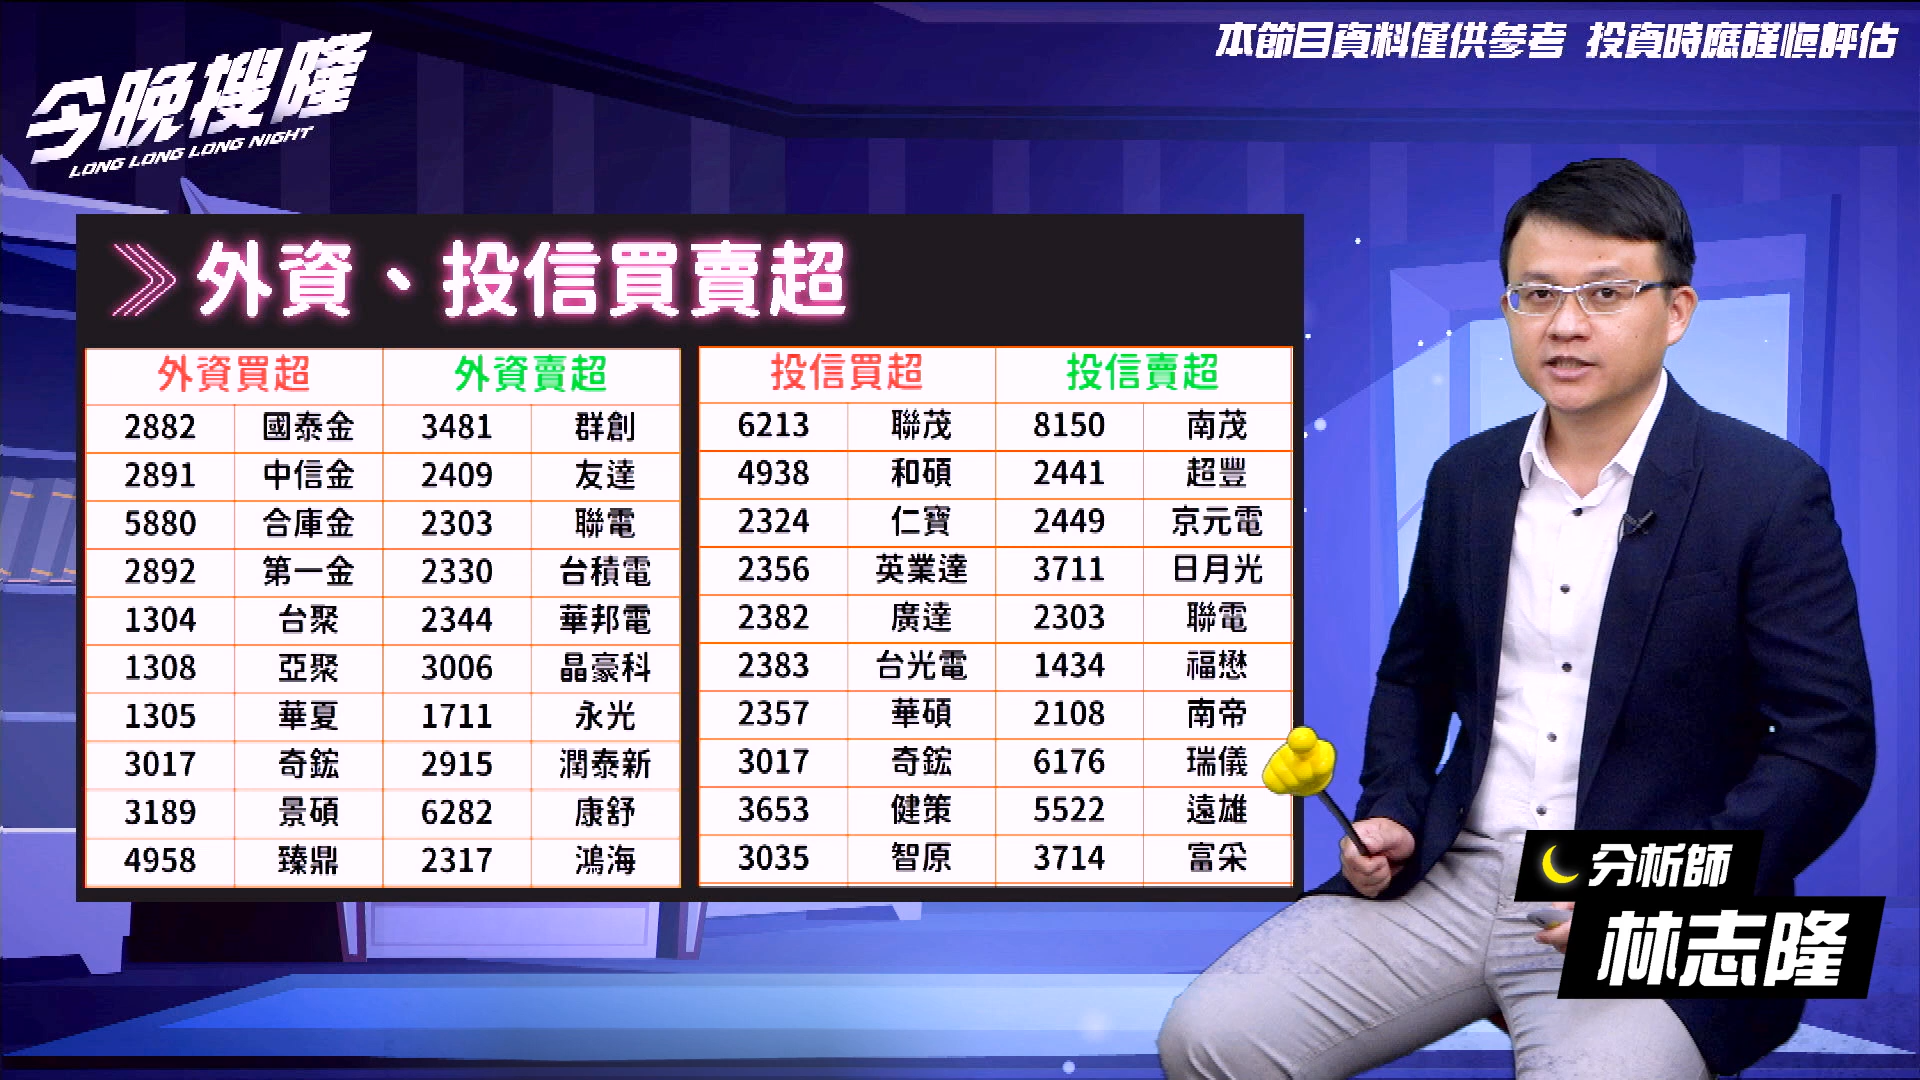 今晚搜隆
LONG LONG LONG NIGHT
本節目資料僅供參考 投資時應謹慎評估
外資、投信買賣超
外資買超 外資賣超
2882 國泰金 3481 群創
2891 中信金 2409 友達
5880 合庫金 2303 聯電
2892 第一金 2330 台積電
1304 台聚 2344 華邦電
1308 亞聚 3006 晶豪科
1305 華夏 1711 永光
3017 奇鋐 2915 潤泰新
3189 景碩 6282 康舒
4958 臻鼎 2317 鴻海
投信買超 投信賣超
6213 聯茂 8150 南茂
4938 和碩 2441 超豐
2324 仁寶 2449 京元電
2356 英業達 3711 日月光
2382 廣達 2303 聯電
2383 台光電 1434 福懋
2357 華碩 2108 南帝
3017 奇鋐 6176 瑞儀
3653 健策 5522 遠雄
3035 智原 3714 富采
分析師
林志隆